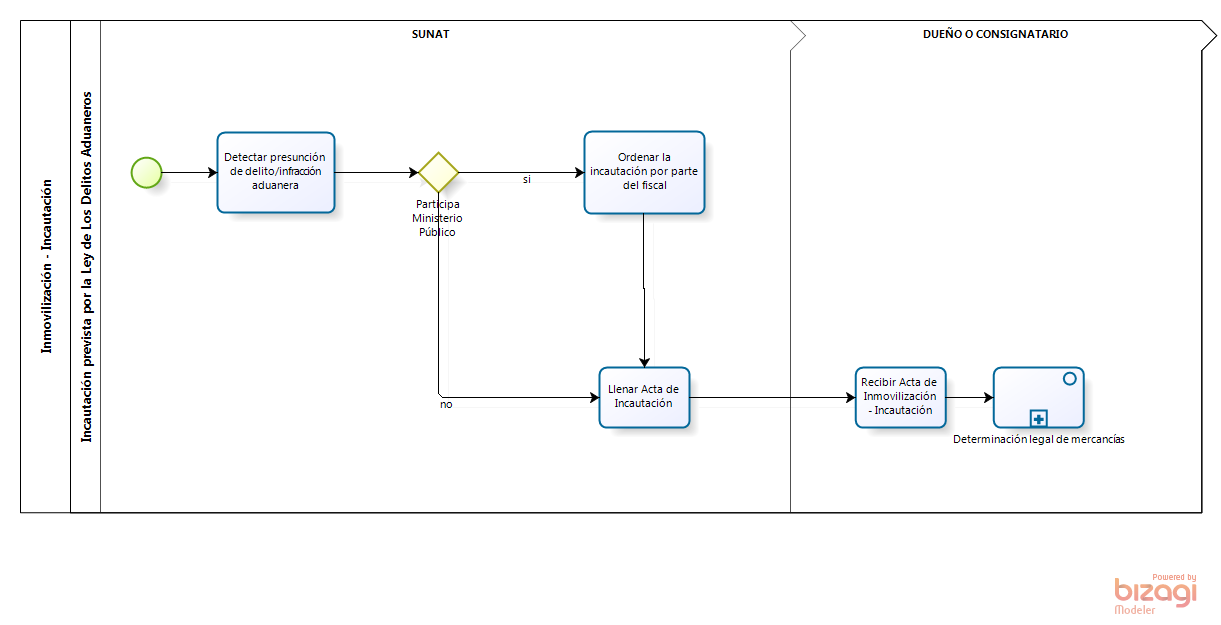 Inmovilización - Incautación
Incautación prevista por la Ley de Los Delitos Aduaneros
SUNAT
DUEÑO O CONSIGNATARIO
Detectar presunción
de delito/infracción
aduanera
Participa
Ministerio
Público
si
no
Ordenar la
incautación por parte
del fiscal
Llenar Acta de
Incautación
Recibir Acta de
Inmovilización
- Incautación
Determinación legal de mercancías
Powered by
bizagi
Modeler